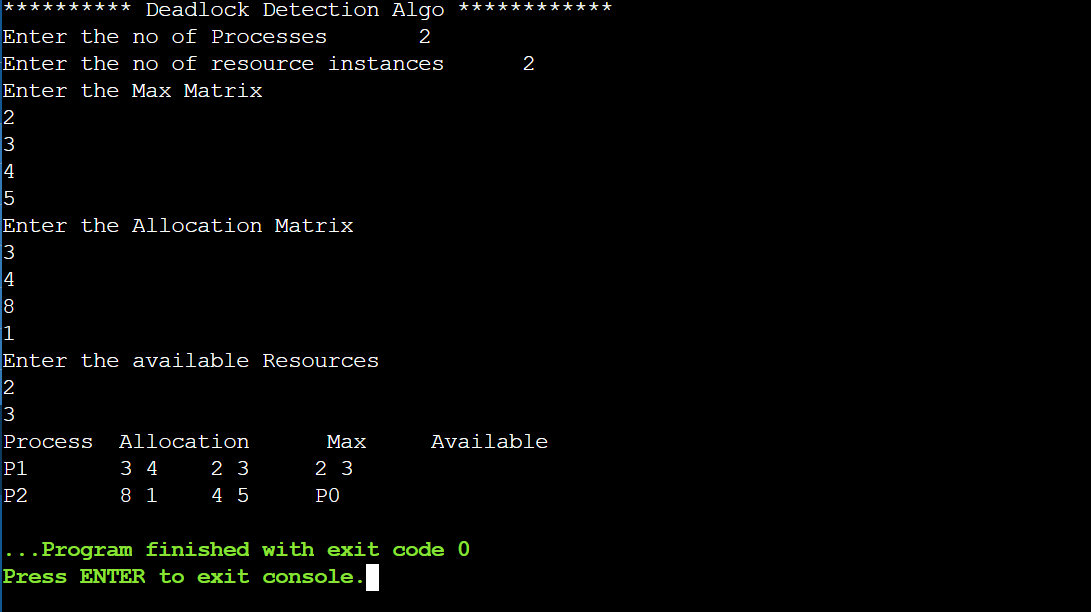 ********** Deadlock Detection Algo ************
Enter the no of Processes       2
Enter the no of resource instances      2
Enter the Max Matrix
2
3
4
5
Enter the Allocation Matrix
3
4
8
1
Enter the available Resources
2
3
Process  Allocation      Max     Available
P1       3 4    2 3     2 3
P2       8 1    4 5     P0
...Program finished with exit code 0
Press ENTER to exit console.